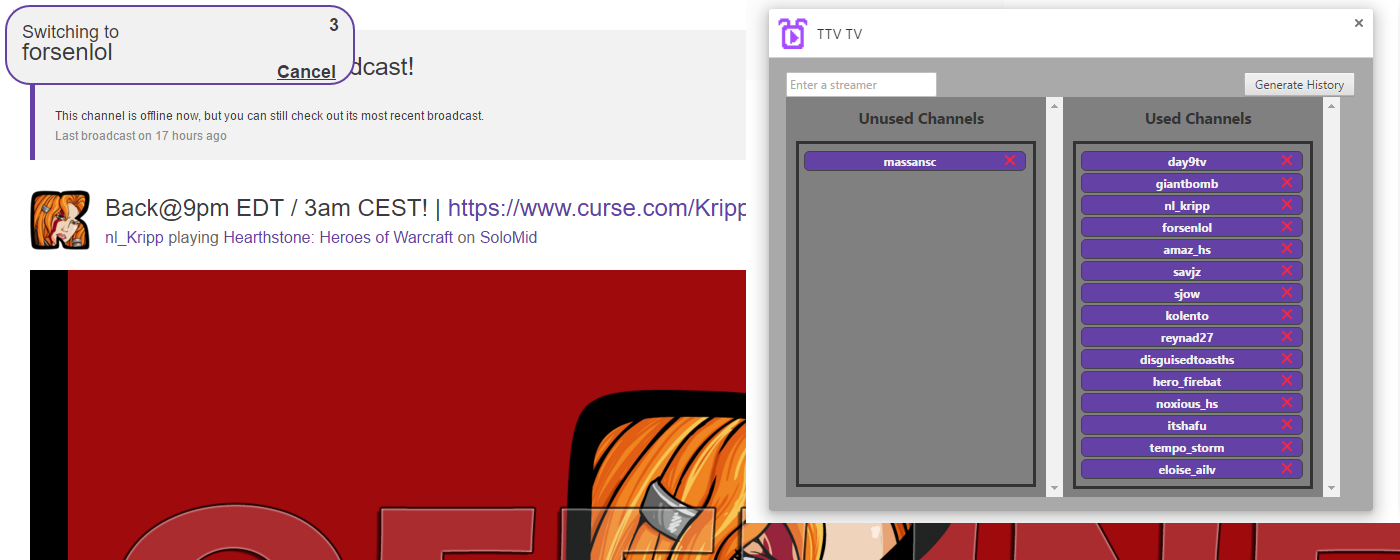 Switching to
3
forsenlol
Cancel
dcast!
This channel is offline now, but you can still check out its most recent broadcast.
Last broadcast on 17 hours ago
Back@9pm EDT / 3am CEST! | https://www.curse.com/Kripp
nl_Kripp playing Hearthstone: Heroes of Warcraft on SoloMid
TTV TV
Enter a streamer
Generate History
Unused Channels
massansc
Used Channels
day9tv
giantbomb
nl_kripp
forsenlol
amaz_hs
savjz
sjow
kolento
reynad27
disguisedtoasths
hero_firebat
noxious_hs
itshafu
tempo_storm
eloise_ailv